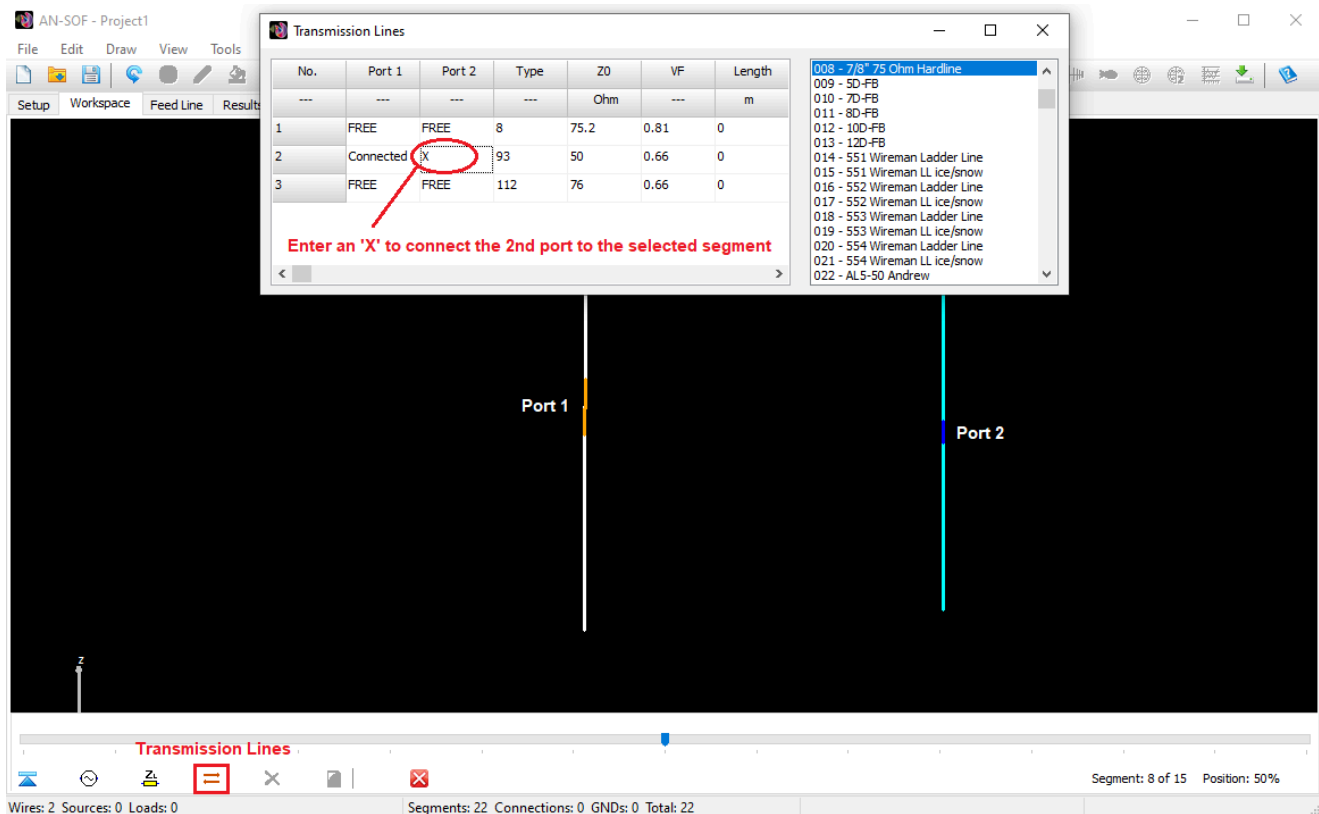 AN-SOF - Project1
File Edit Draw View Tools
Setup Workspace Feed Line Results
Transmission Lines
No. Port 1 Port 2 Type Z0 VF Length
--- --- --- --- Ohm --- m
1 FREE FREE 8 75.2 0.81 0
2 Connected X 93 50 0.66 0
3 FREE FREE 112 76 0.66 0
Enter an 'X' to connect the 2nd port to the selected segment
008 - 7/8" 75 Ohm Hardline
009 - 5D-FB
010 - 7D-FB
011 - 8D-FB
012 - 10D-FB
013 - 12D-FB
014 - 551 Wireman Ladder Line
015 - 551 Wireman LL ice/snow
016 - 552 Wireman Ladder Line
017 - 552 Wireman LL ice/snow
018 - 553 Wireman Ladder Line
019 - 553 Wireman LL ice/snow
020 - 554 Wireman Ladder Line
021 - 554 Wireman LL ice/snow
022 - AL5-50 Andrew
Port 1
Port 2
z
Transmission Lines
ZL
Segment: 8 of 15 Position: 50%
Wires: 2 Sources: 0 Loads: 0
Segments: 22 Connections: 0 GNDs: 0 Total: 22